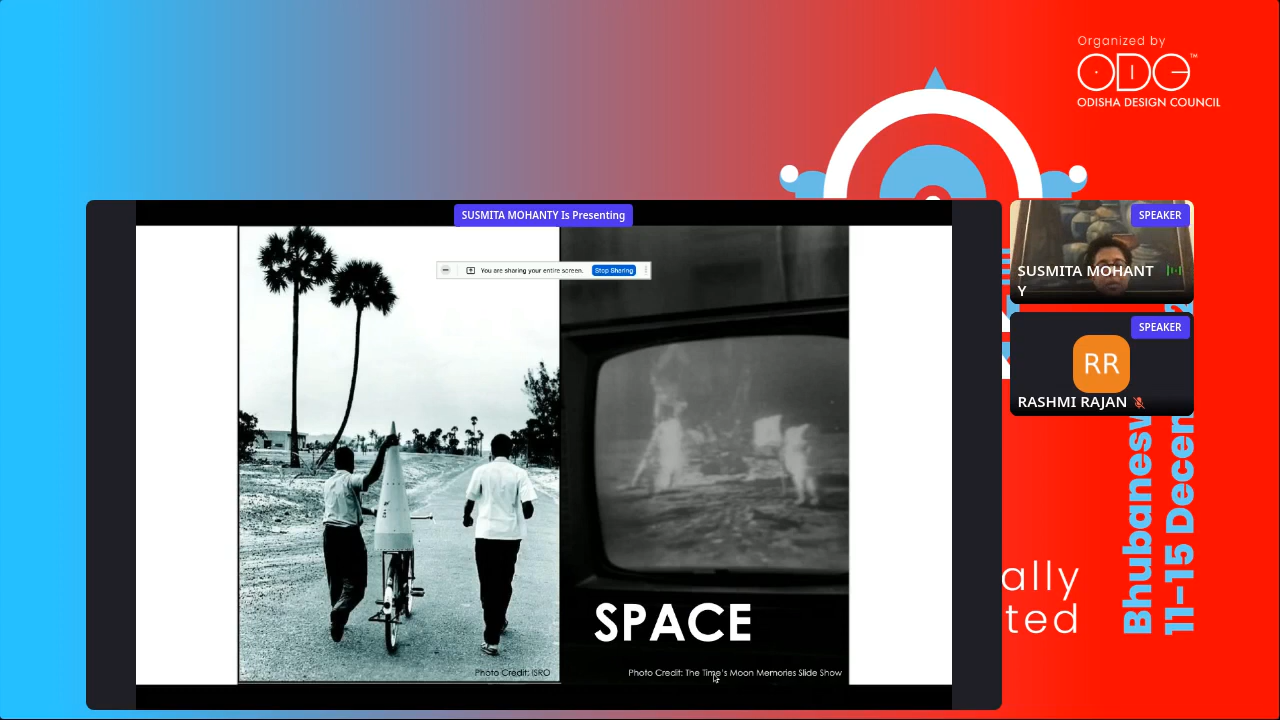 Organized by
ODC™
ODISHA DESIGN COUNCIL
SUSMITA MOHANTY Is Presenting
You are sharing your entire screen.
Stop Sharing
SPACE
Photo Credit: ISRO
Photo Credit: The Time's Moon Memories Slide Show
SPEAKER
SUSMITA MOHANT
Y
SPEAKER
RR
RASHMI RAJAN
ally
ted
Bhubanesw
11–15 Decem